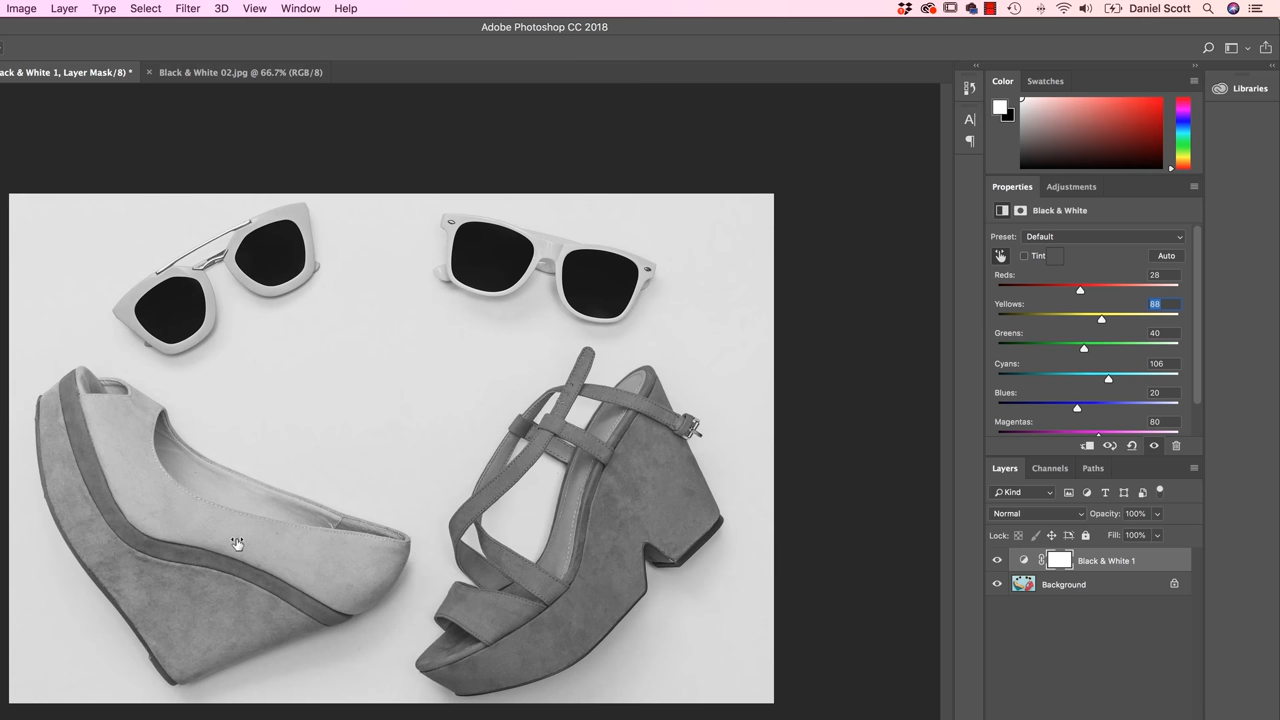 Image Layer Type Select Filter 3D View Window Help Daniel Scott
Adobe Photoshop CC 2018
ack & White 1, Layer Mask/8) * × Black & White 02.jpg @ 66.7% (RGB/8)
Color Swatches
Libraries
A|
Properties Adjustments
Black & White
Preset: Default
Tint Auto
Reds: 28
Yellows: 88
Greens: 40
Cyans: 106
Blues: 20
Magentas: 80
Layers Channels Paths
Kind T
Normal Opacity: 100%
Lock: Fill: 100%
Black & White 1
Background